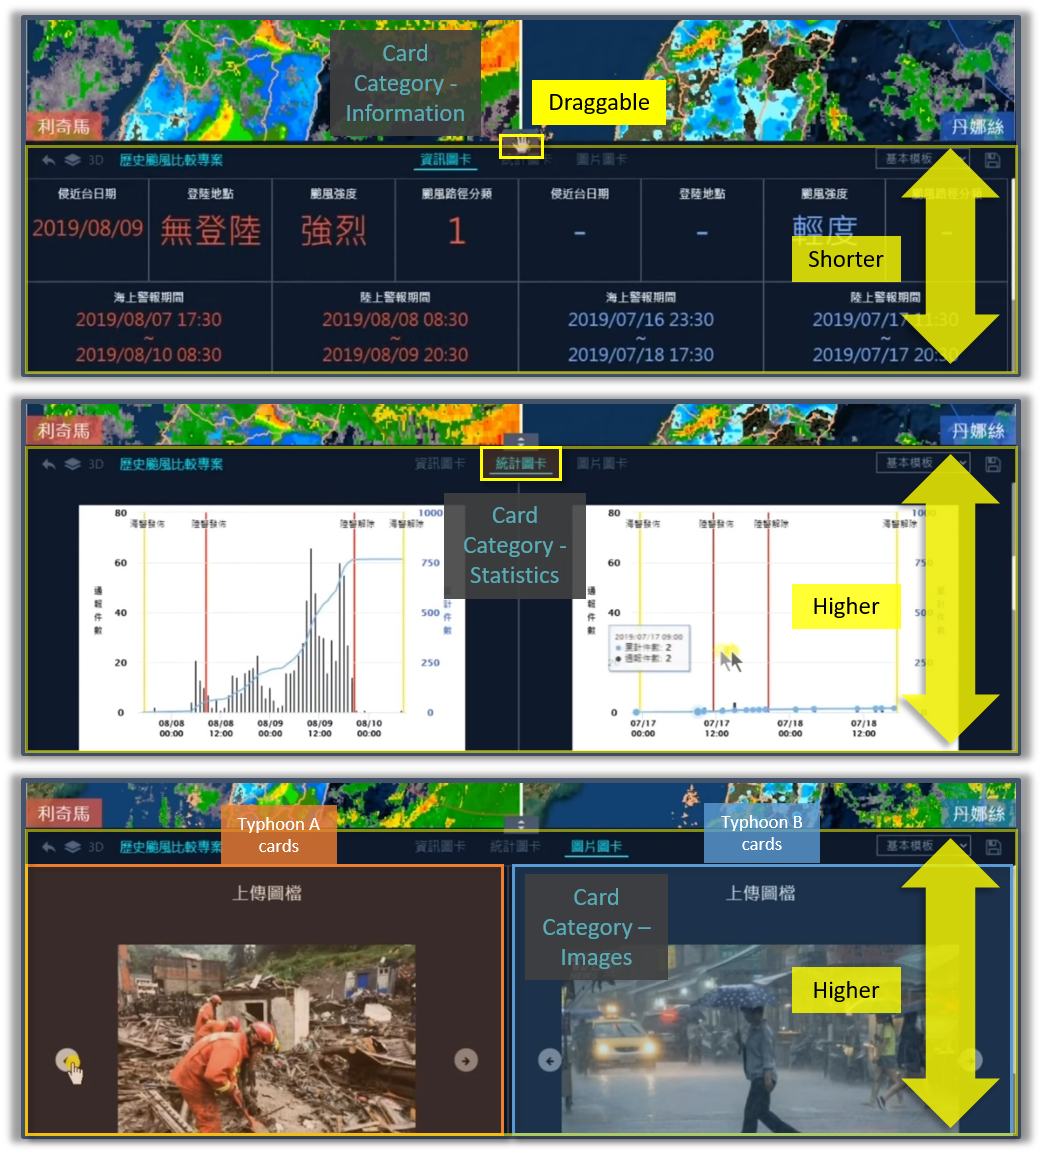 Card
Category -
Information
Draggable
利奇馬
丹娜絲
3D 歷史颱風比較專案 資訊圖卡 統計圖卡 圖片圖卡 基本模板
侵近台日期 登陸地點 颱風強度 颱風路徑分類 侵近台日期 登陸地點 颱風強度
2019/08/09 無登陸 強烈 1 - - 輕度 -
Shorter
海上警報期間 陸上警報期間 海上警報期間 陸上警報期間
2019/08/07 17:30 2019/08/08 08:30 2019/07/16 23:30 2019/07/17 11:30
~ ~ ~ ~
2019/08/10 08:30 2019/08/09 20:30 2019/07/18 17:30 2019/07/17 20:30
利奇馬
丹娜絲
3D 歷史颱風比較專案 資訊圖卡 統計圖卡 圖片圖卡 基本模板
Card
Category -
Statistics
80 1000
海警發佈 陸警發佈 陸警解除 海警解除
60 750
40 500
20 250
0 0
通報件數
累計件數
08/08 08/08 08/09 08/09 08/10
00:00 12:00 00:00 12:00 00:00
80 1000
海警發佈 陸警發佈 陸警解除 海警解除
60 750
40 500
20 250
0 0
通報件數
2019/07/17 09:00
累計件數: 2
通報件數: 2
07/17 07/17 07/18 07/18
00:00 12:00 00:00 12:00
Higher
利奇馬
丹娜絲
Typhoon A
cards
Typhoon B
cards
3D 歷史颱風比較專案 資訊圖卡 統計圖卡 圖片圖卡 基本模板
上傳圖檔
上傳圖檔
Card
Category –
Images
Higher